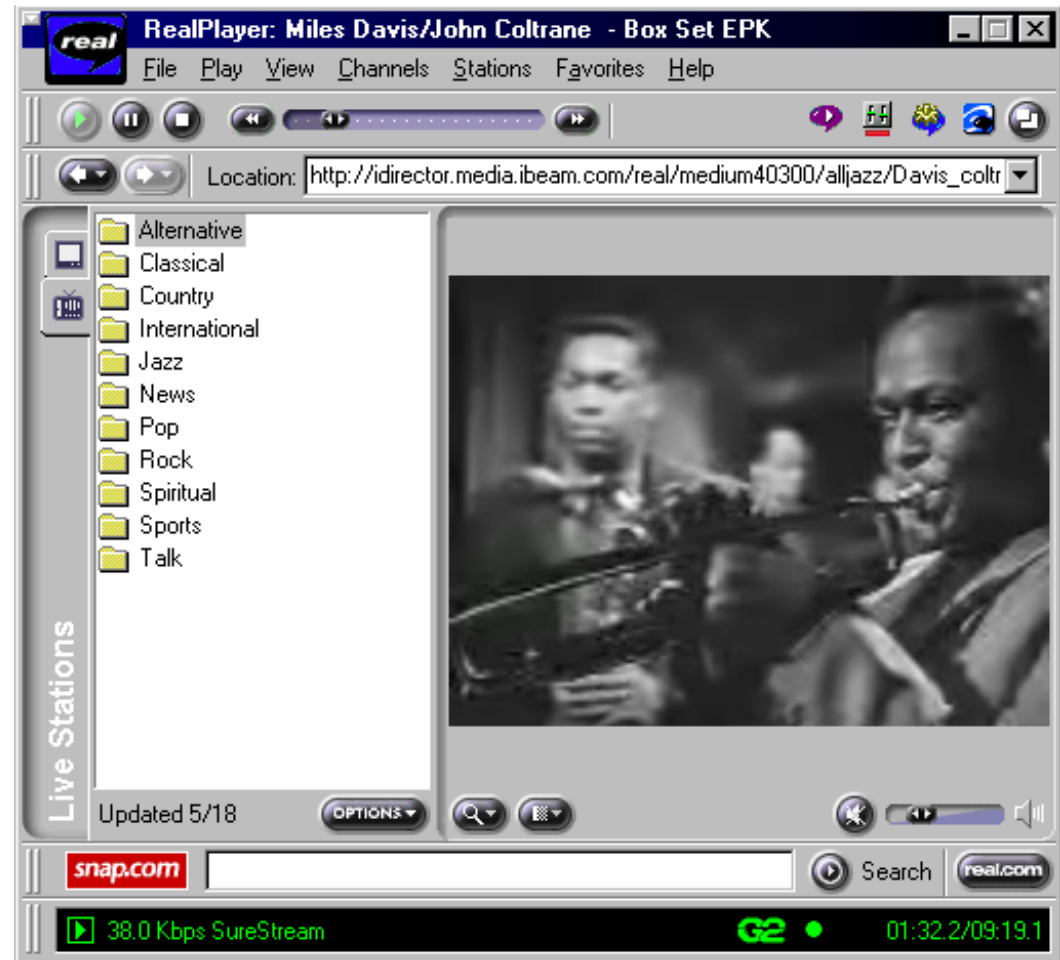 real
RealPlayer: Miles Davis/John Coltrane - Box Set EPK
File Play View Channels Stations Favorites Help
Location: http://idirector.media.ibeam.com/real/medium40300/alljazz/Davis_coltr
Alternative
Classical
Country
International
Jazz
News
Pop
Rock
Spiritual
Sports
Talk
Live Stations
Updated 5/18 OPTIONS
snap.com Search real.com
38.0 Kbps SureStream G2 01:32.2/09:19.1